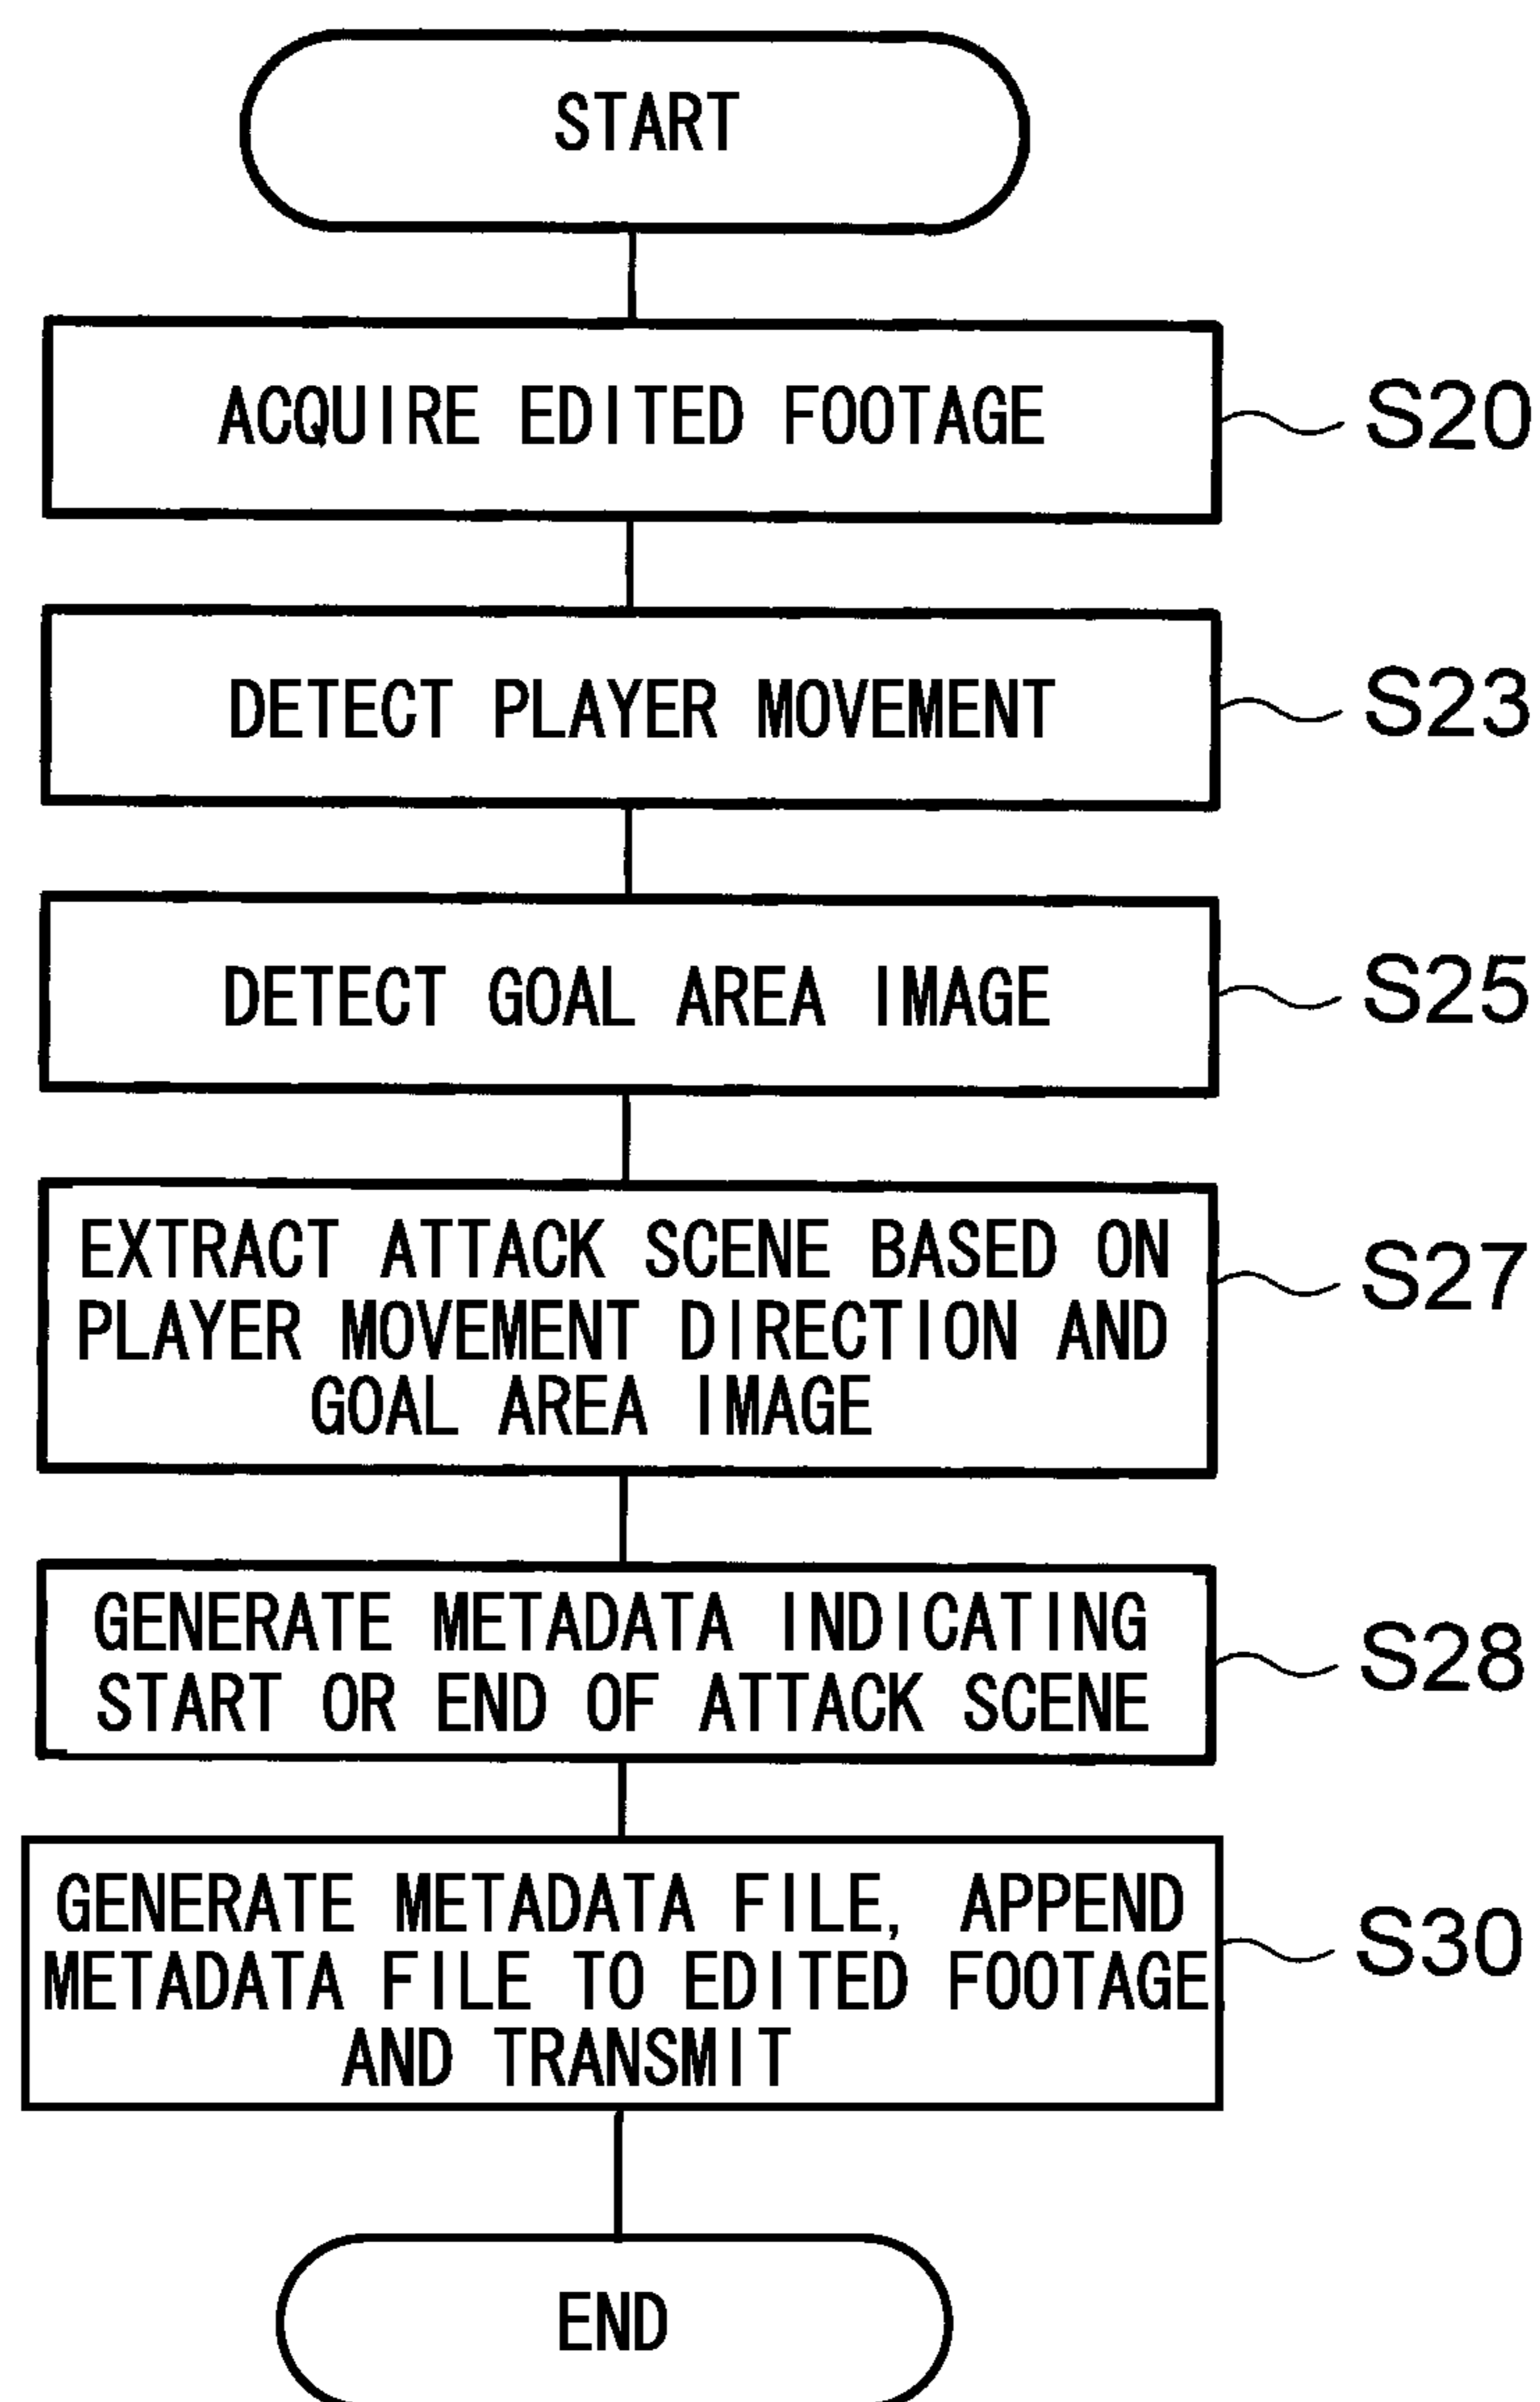 START
ACQUIRE EDITED FOOTAGE
S20
DETECT PLAYER MOVEMENT
S23
DETECT GOAL AREA IMAGE
S25
EXTRACT ATTACK SCENE BASED ON
PLAYER MOVEMENT DIRECTION AND
GOAL AREA IMAGE
S27
GENERATE METADATA INDICATING
START OR END OF ATTACK SCENE
S28
GENERATE METADATA FILE, APPEND
METADATA FILE TO EDITED FOOTAGE
AND TRANSMIT
S30
END